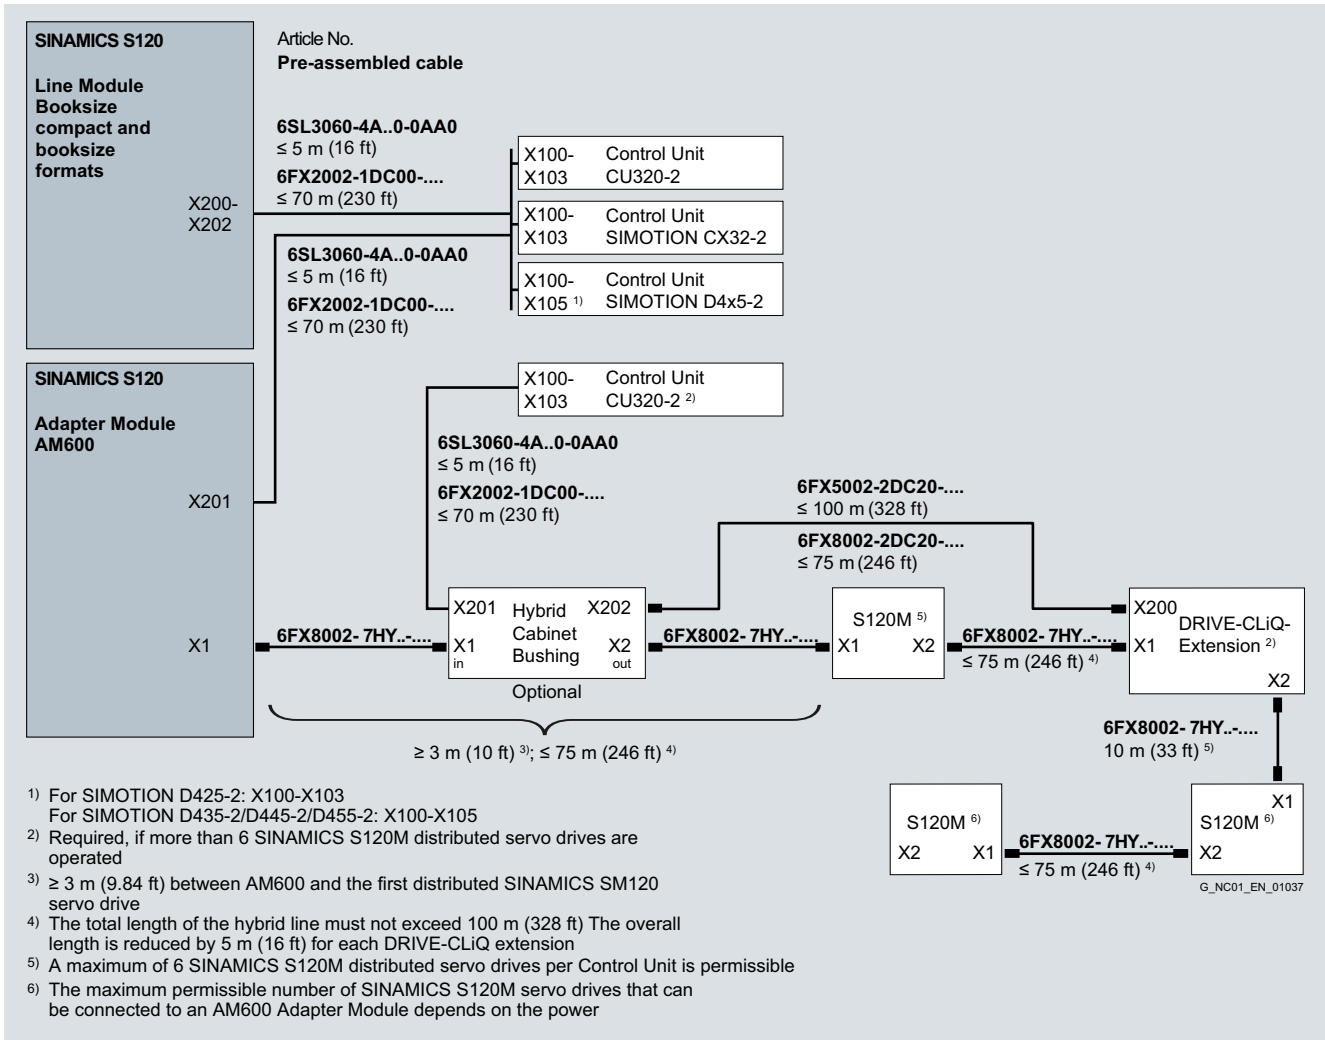 SINAMICS S120
Line Module
Booksize
compact and
booksize
formats
X200-
X202
Article No.
Pre-assembled cable
6SL3060-4A..0-0AA0
≤ 5 m (16 ft)
6FX2002-1DC00-....
≤ 70 m (230 ft)
X100- Control Unit
X103 CU320-2
X100- Control Unit
X103 SIMOTION CX32-2
X100- Control Unit
X105 1) SIMOTION D4x5-2
6SL3060-4A..0-0AA0
≤ 5 m (16 ft)
6FX2002-1DC00-....
≤ 70 m (230 ft)
SINAMICS S120
Adapter Module
AM600
X201
X1
X100- Control Unit
X103 CU320-2 2)
6SL3060-4A..0-0AA0
≤ 5 m (16 ft)
6FX2002-1DC00-....
≤ 70 m (230 ft)
6FX5002-2DC20-....
≤ 100 m (328 ft)
6FX8002-2DC20-....
≤ 75 m (246 ft)
6FX8002- 7HY..-....
X201 Hybrid X202
X1 Cabinet X2
in Bushing out
Optional
6FX8002- 7HY..-....
S120M 5)
X1 X2
6FX8002- 7HY..-....
≤ 75 m (246 ft) 4)
X200
DRIVE-CLiQ-
X1 Extension 2)
X2
≥ 3 m (10 ft) 3); ≤ 75 m (246 ft) 4)
6FX8002- 7HY..-....
10 m (33 ft) 5)
X1
S120M 6)
X2
6FX8002- 7HY..-....
≤ 75 m (246 ft) 4)
S120M 6)
X2 X1
G_NC01_EN_01037
1) For SIMOTION D425-2: X100-X103
For SIMOTION D435-2/D445-2/D455-2: X100-X105
2) Required, if more than 6 SINAMICS S120M distributed servo drives are
operated
3) ≥ 3 m (9.84 ft) between AM600 and the first distributed SINAMICS SM120
servo drive
4) The total length of the hybrid line must not exceed 100 m (328 ft) The overall
length is reduced by 5 m (16 ft) for each DRIVE-CLiQ extension
5) A maximum of 6 SINAMICS S120M distributed servo drives per Control Unit is permissible
6) The maximum permissible number of SINAMICS S120M servo drives that can
be connected to an AM600 Adapter Module depends on the power